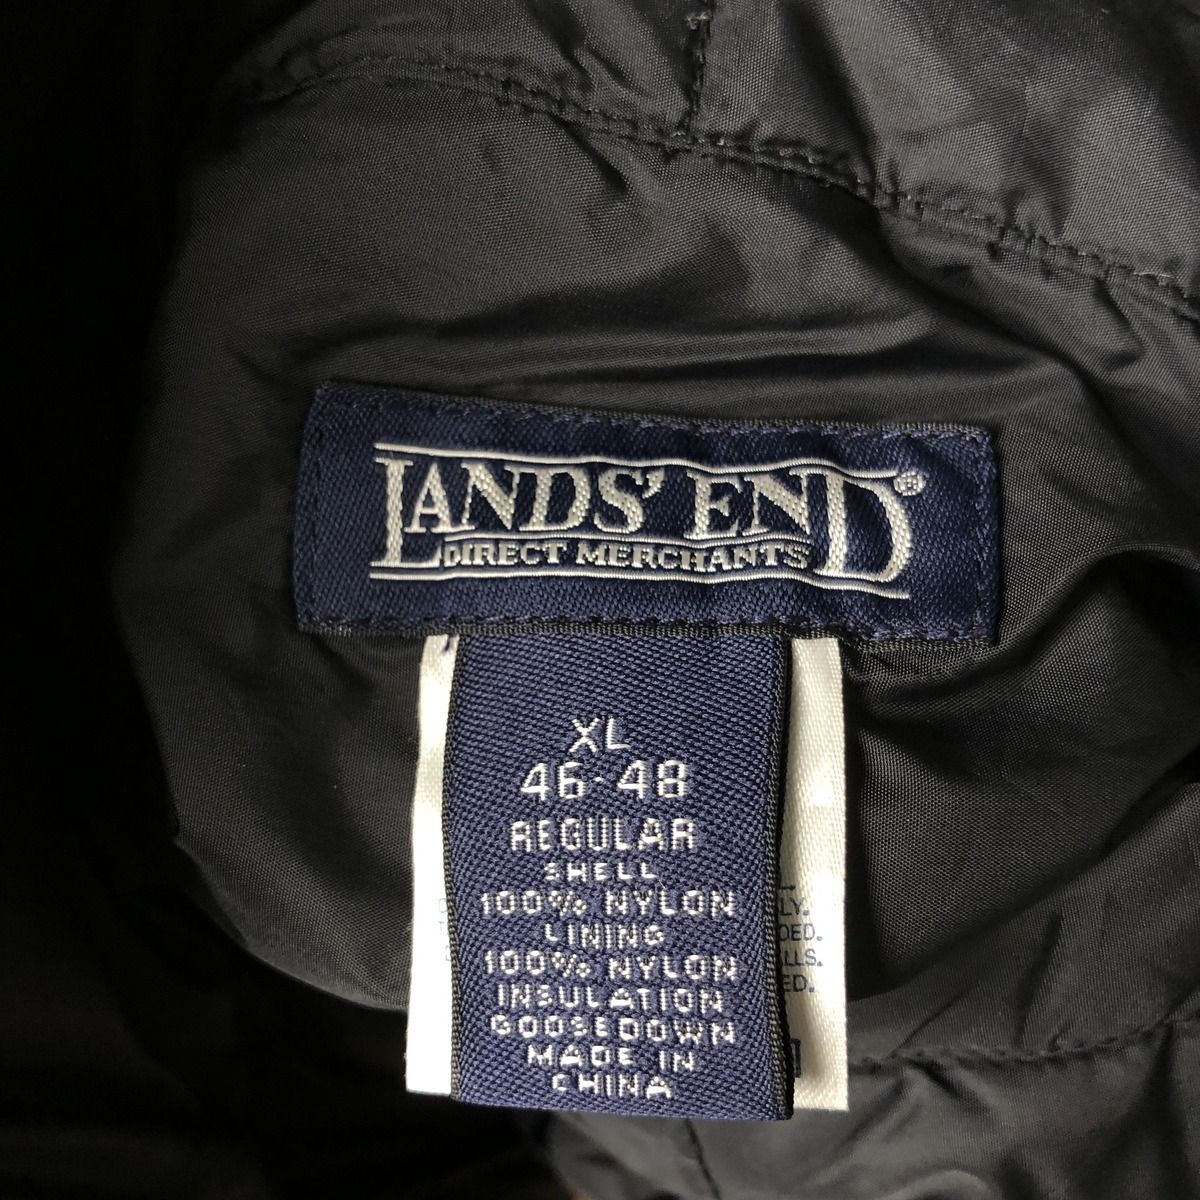 LANDS' END®
DIRECT MERCHANTS
XL
46-48
REGULAR
SHELL
100% NYLON
LINING
100% NYLON
INSULATION
GOOSEDOWN
MADE IN
CHINA